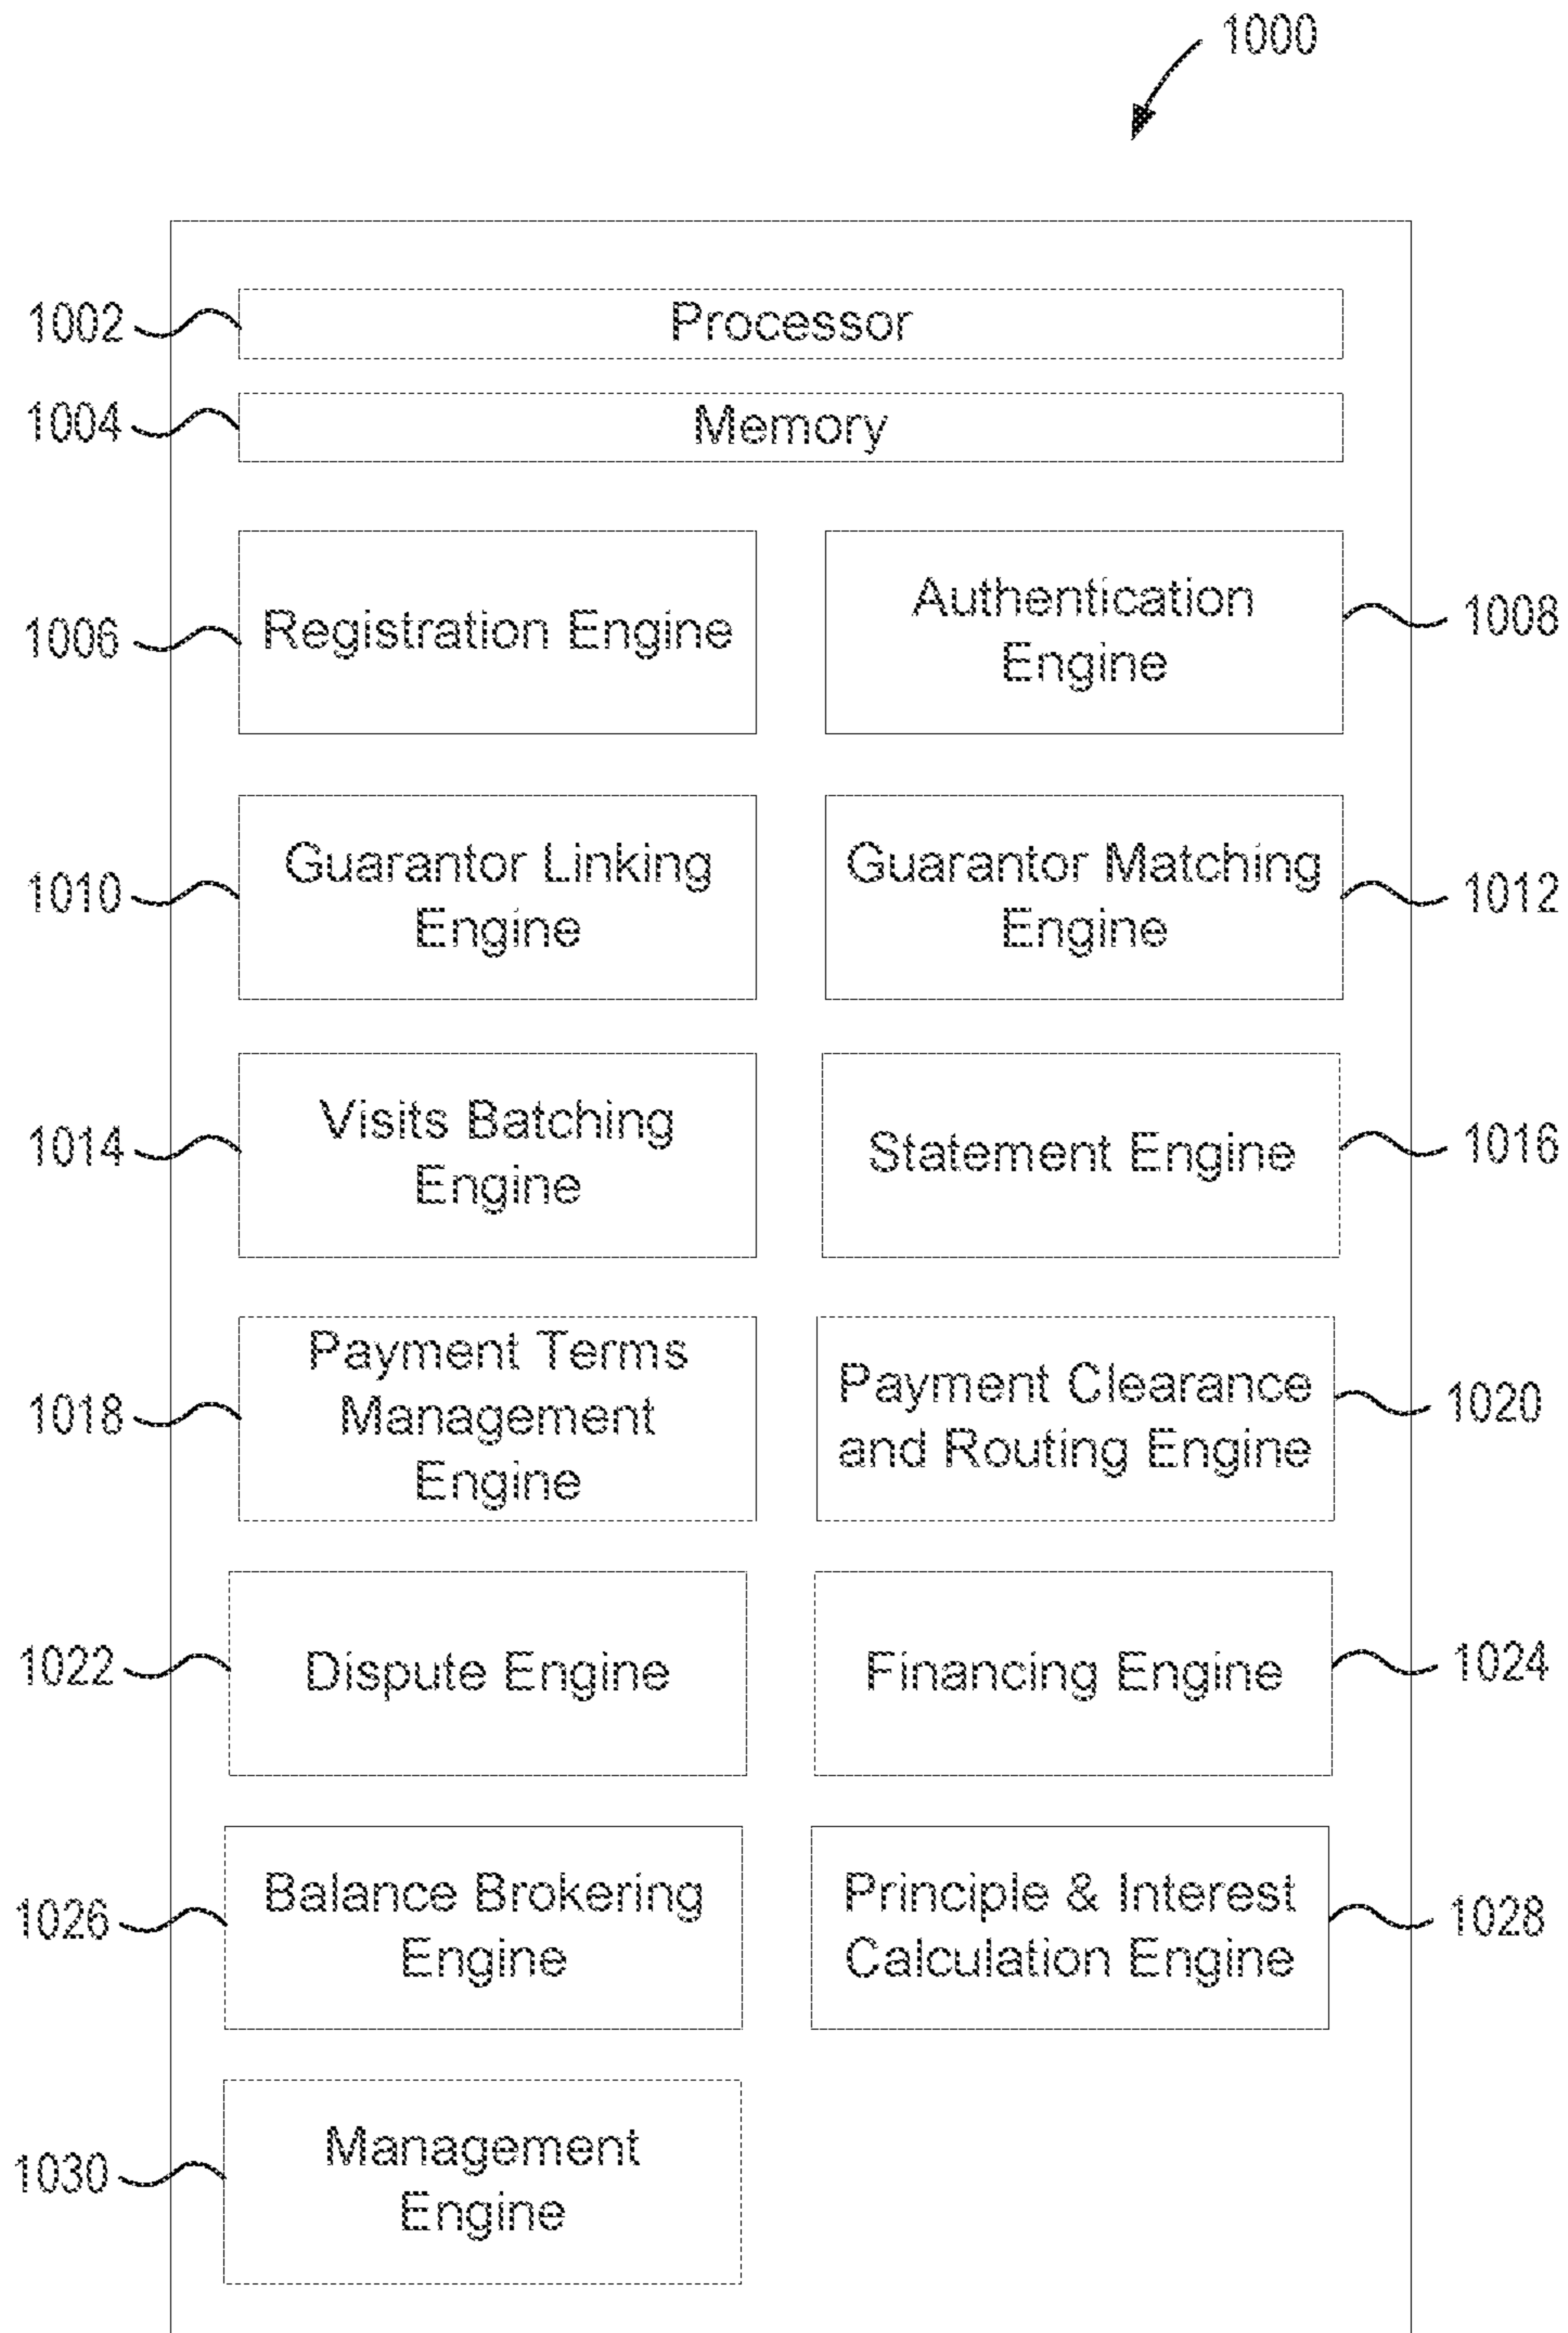 1000
1002
Processor
1004
Memory
1006
Registration Engine
Authentication
Engine
1008
1010
Guarantor Linking
Engine
Guarantor Matching
Engine
1012
1014
Visits Batching
Engine
Statement Engine
1016
1018
Payment Terms
Management
Engine
Payment Clearance
and Routing Engine
1020
1022
Dispute Engine
Financing Engine
1024
1026
Balance Brokering
Engine
Principle & Interest
Calculation Engine
1028
1030
Management
Engine